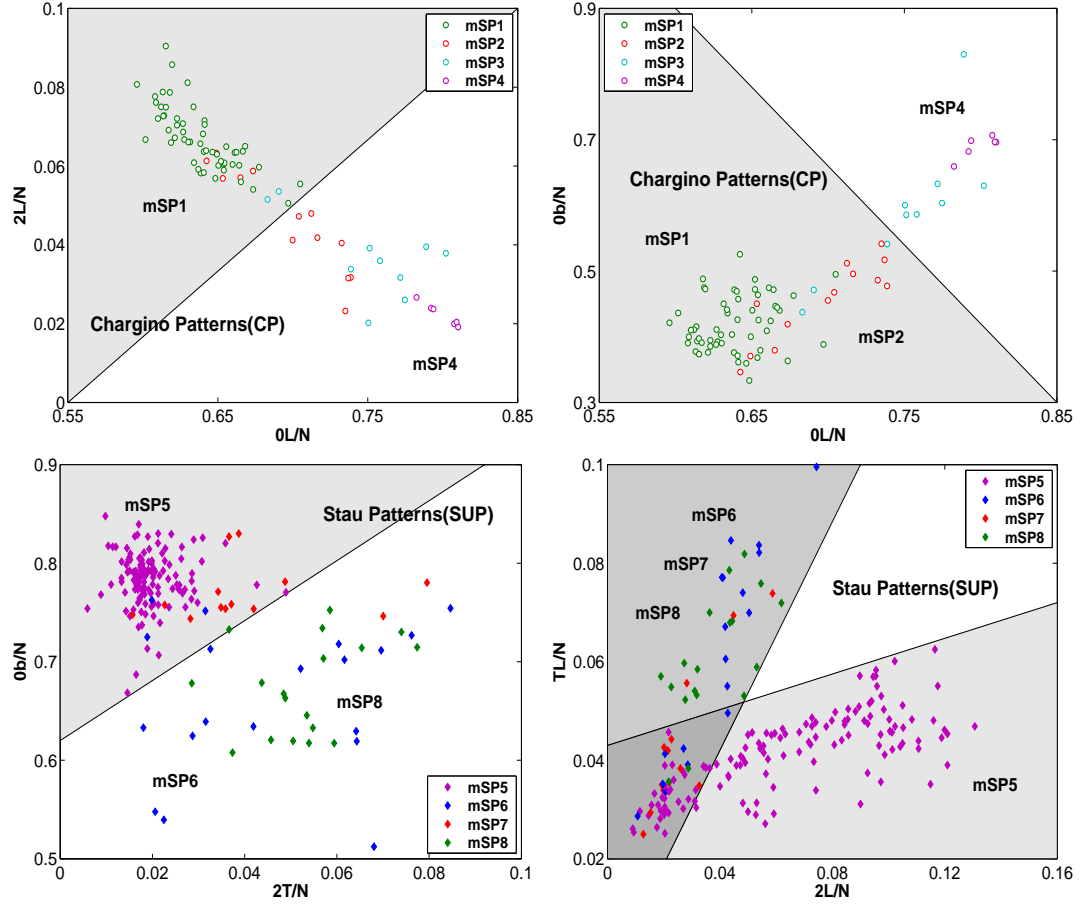 0.1
0.08
0.06
0.04
0.02
0
2L/N
0.55
0.65
0.75
0.85
0L/N
mSP1
mSP2
mSP3
mSP4
mSP1
Chargino Patterns(CP)
mSP4
0.9
0.7
0.5
0.3
0b/N
0.55
0.65
0.75
0.85
0L/N
mSP1
mSP2
mSP3
mSP4
mSP4
Chargino Patterns(CP)
mSP1
mSP2
0.9
0.8
0.7
0.6
0.5
0b/N
0
0.02
0.04
0.06
0.08
0.1
2T/N
mSP5
Stau Patterns(SUP)
mSP8
mSP6
mSP5
mSP6
mSP7
mSP8
0.1
0.08
0.06
0.04
0.02
TL/N
0
0.04
0.08
0.12
0.16
2L/N
mSP5
mSP6
mSP7
mSP8
mSP6
mSP7
mSP8
Stau Patterns(SUP)
mSP5